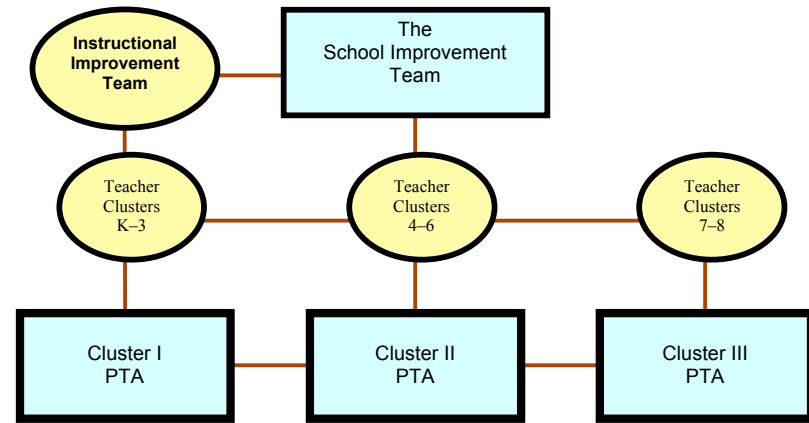 Instructional
Improvement
Team
The
School Improvement
Team
Teacher
Clusters
K–3
Teacher
Clusters
4–6
Teacher
Clusters
7–8
Cluster I
PTA
Cluster II
PTA
Cluster III
PTA